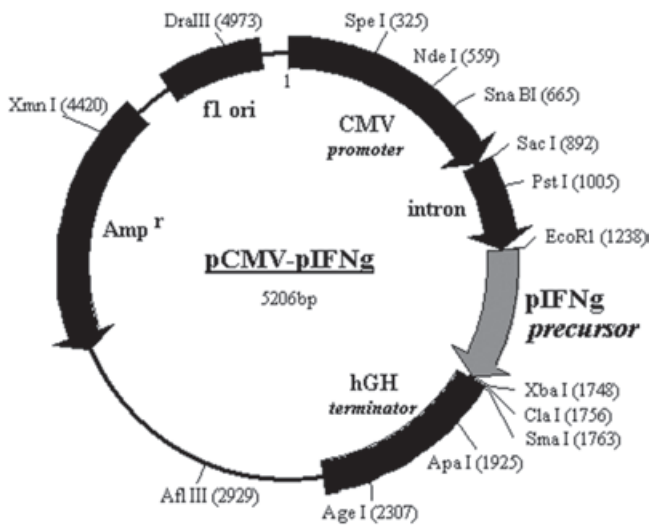 DraIII (4973)
Spe I (325)
Nde I (559)
Sna BI (665)
Xmn I (4420)
f1 ori
1
CMV
promoter
Sac I (892)
Pst I (1005)
intron
Amp r
EcoR1 (1238)
pCMV-pIFNg
5206bp
pIFNg
precursor
hGH
terminator
Xba I (1748)
Cla I (1756)
Sma I (1763)
Apa I (1925)
Afl III (2929)
Age I (2307)